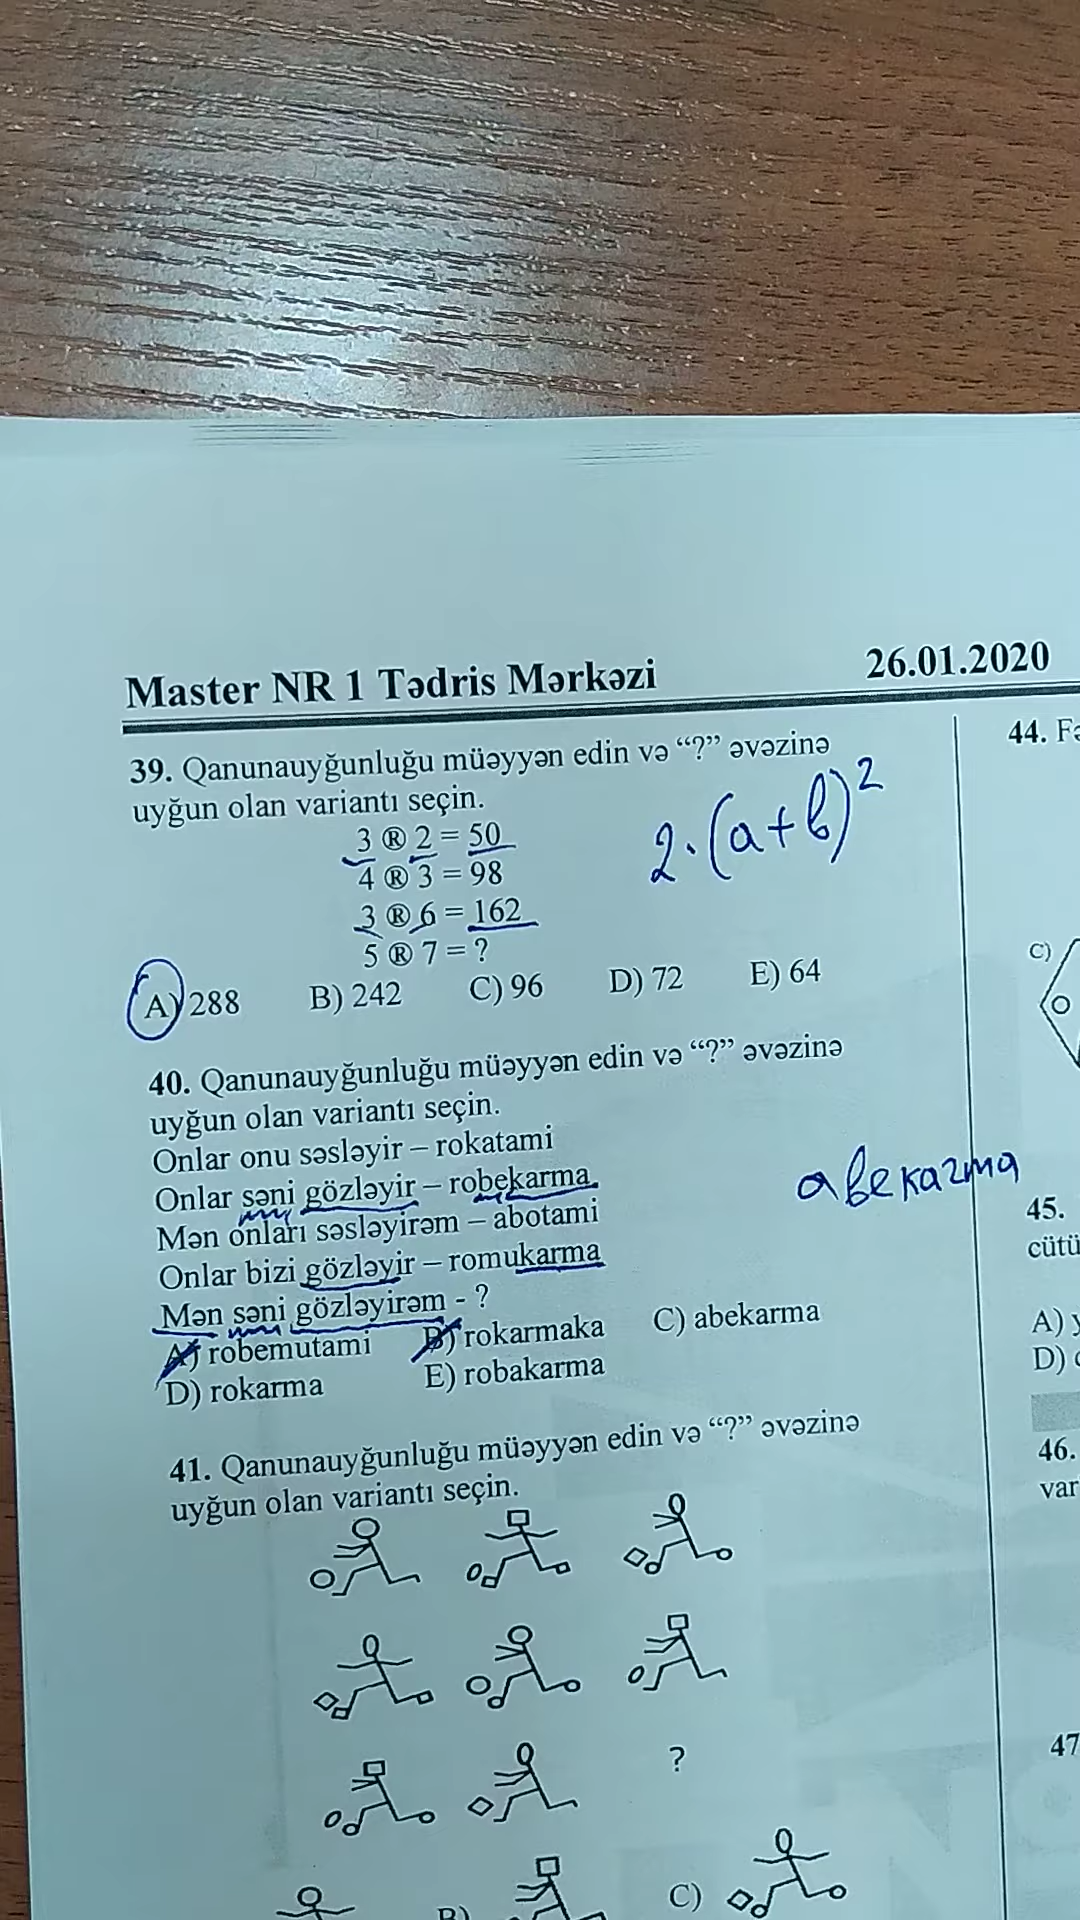 Master NR 1 Tədris Mərkəzi 26.01.2020
39. Qanunauyğunluğu müəyyən edin və “?” əvəzinə
uyğun olan variantı seçin.
3 ® 2 = 50
4 ® 3 = 98
3 ® 6 = 162
5 ® 7 = ?
2·(a+b)²
A) 288 B) 242 C) 96 D) 72 E) 64
40. Qanunauyğunluğu müəyyən edin və “?” əvəzinə
uyğun olan variantı seçin.
Onlar onu səsləyir – rokatami
Onlar səni gözləyir – robekarma
Mən onları səsləyirəm – abotami
Onlar bizi gözləyir – romukarma
Mən səni gözləyirəm - ?
A) robemutami B) rokarmaka C) abekarma
D) rokarma E) robakarma
41. Qanunauyğunluğu müəyyən edin və “?” əvəzinə
uyğun olan variantı seçin.
?
B) C)
44.
C)
45.
cütü
A)
D)
46.
var
47